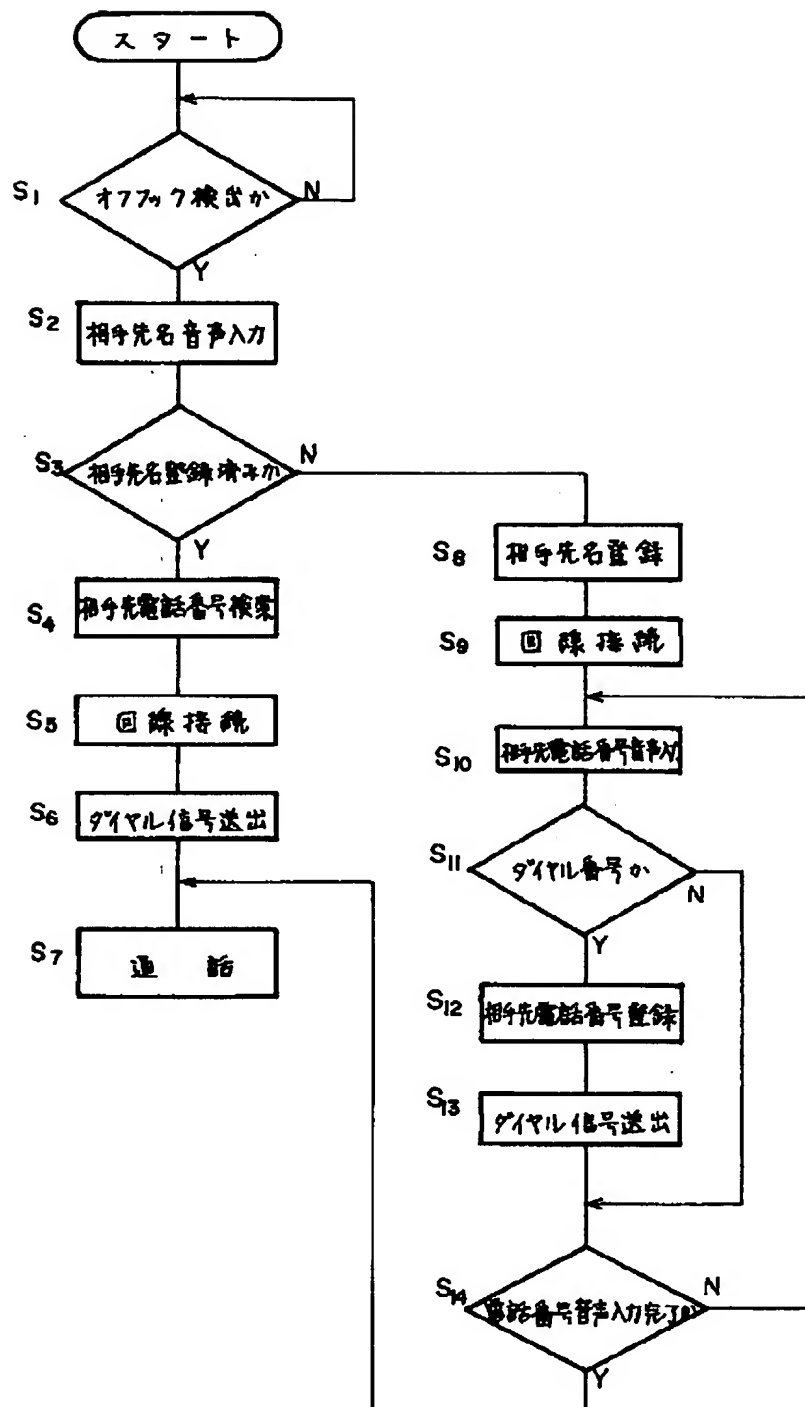 スタート
S1 オフフック検出か N
Y
S2 相手先名音声入力
S3 相手先名登録済みか N
Y
S4 相手先電話番号検索
S5 回線接続
S6 ダイヤル信号送出
S7 通話
S8 相手先名登録
S9 回線接続
S10 相手先電話番号音声入力
S11 ダイヤル番号か N
Y
S12 相手先電話番号登録
S13 ダイヤル信号送出
S14 電話番号音声入力完了か N
Y